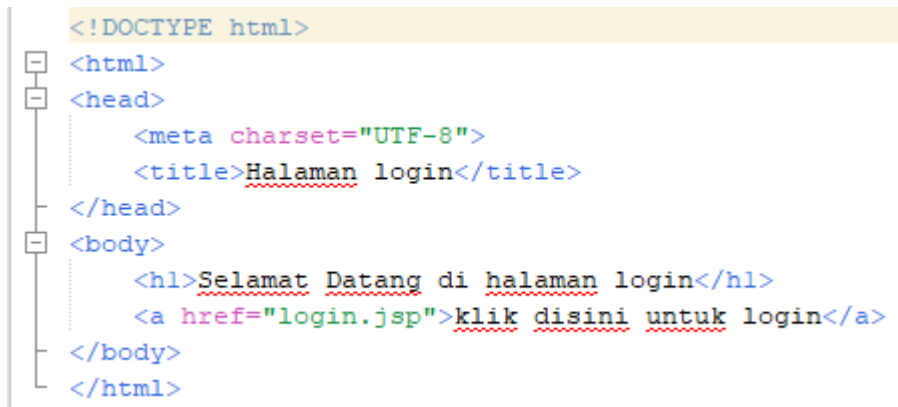 <!DOCTYPE html>
<html>
<head>
<meta charset="UTF-8">
<title>Halaman login</title>
</head>
<body>
<h1>Selamat Datang di halaman login</h1>
<a href="login.jsp">klik disini untuk login</a>
</body>
</html>